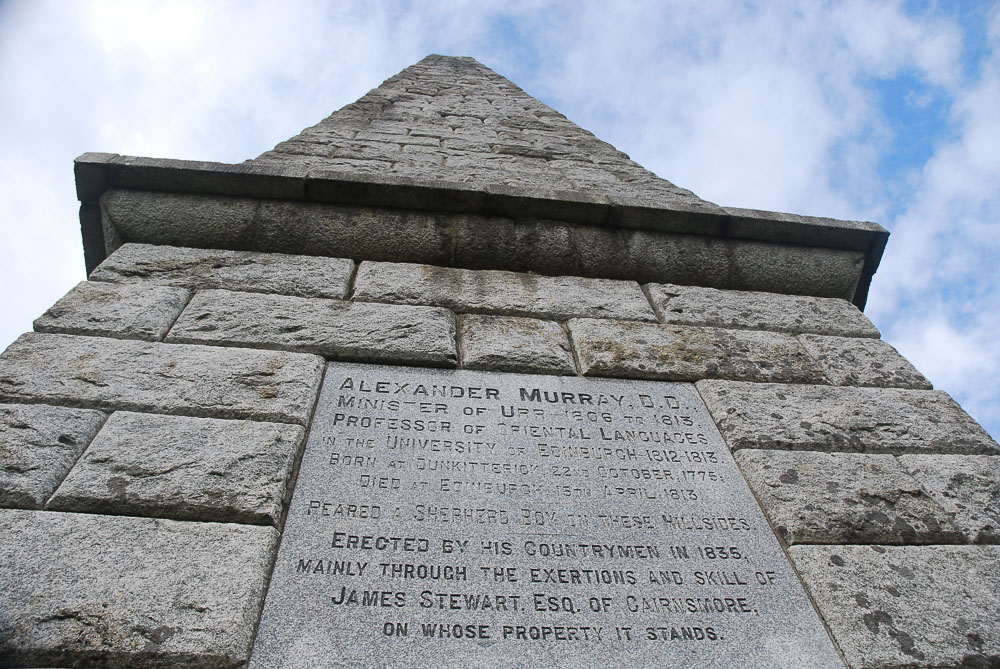 ALEXANDER MURRAY, D.D.,
MINISTER OF URR 1806 TO 1813.
PROFESSOR OF ORIENTAL LANGUAGES
IN THE UNIVERSITY OF EDINBURGH 1812-1813.
BORN AT DUNKITTERICK 22ND OCTOBER, 1775;
DIED AT EDINBURGH 15TH APRIL 1813.
REARED A SHEPHERD BOY ON THESE HILLSIDES.
ERECTED BY HIS COUNTRYMEN IN 1835,
MAINLY THROUGH THE EXERTIONS AND SKILL OF
JAMES STEWART, ESQ. OF CAIRNSMORE,
ON WHOSE PROPERTY IT STANDS.